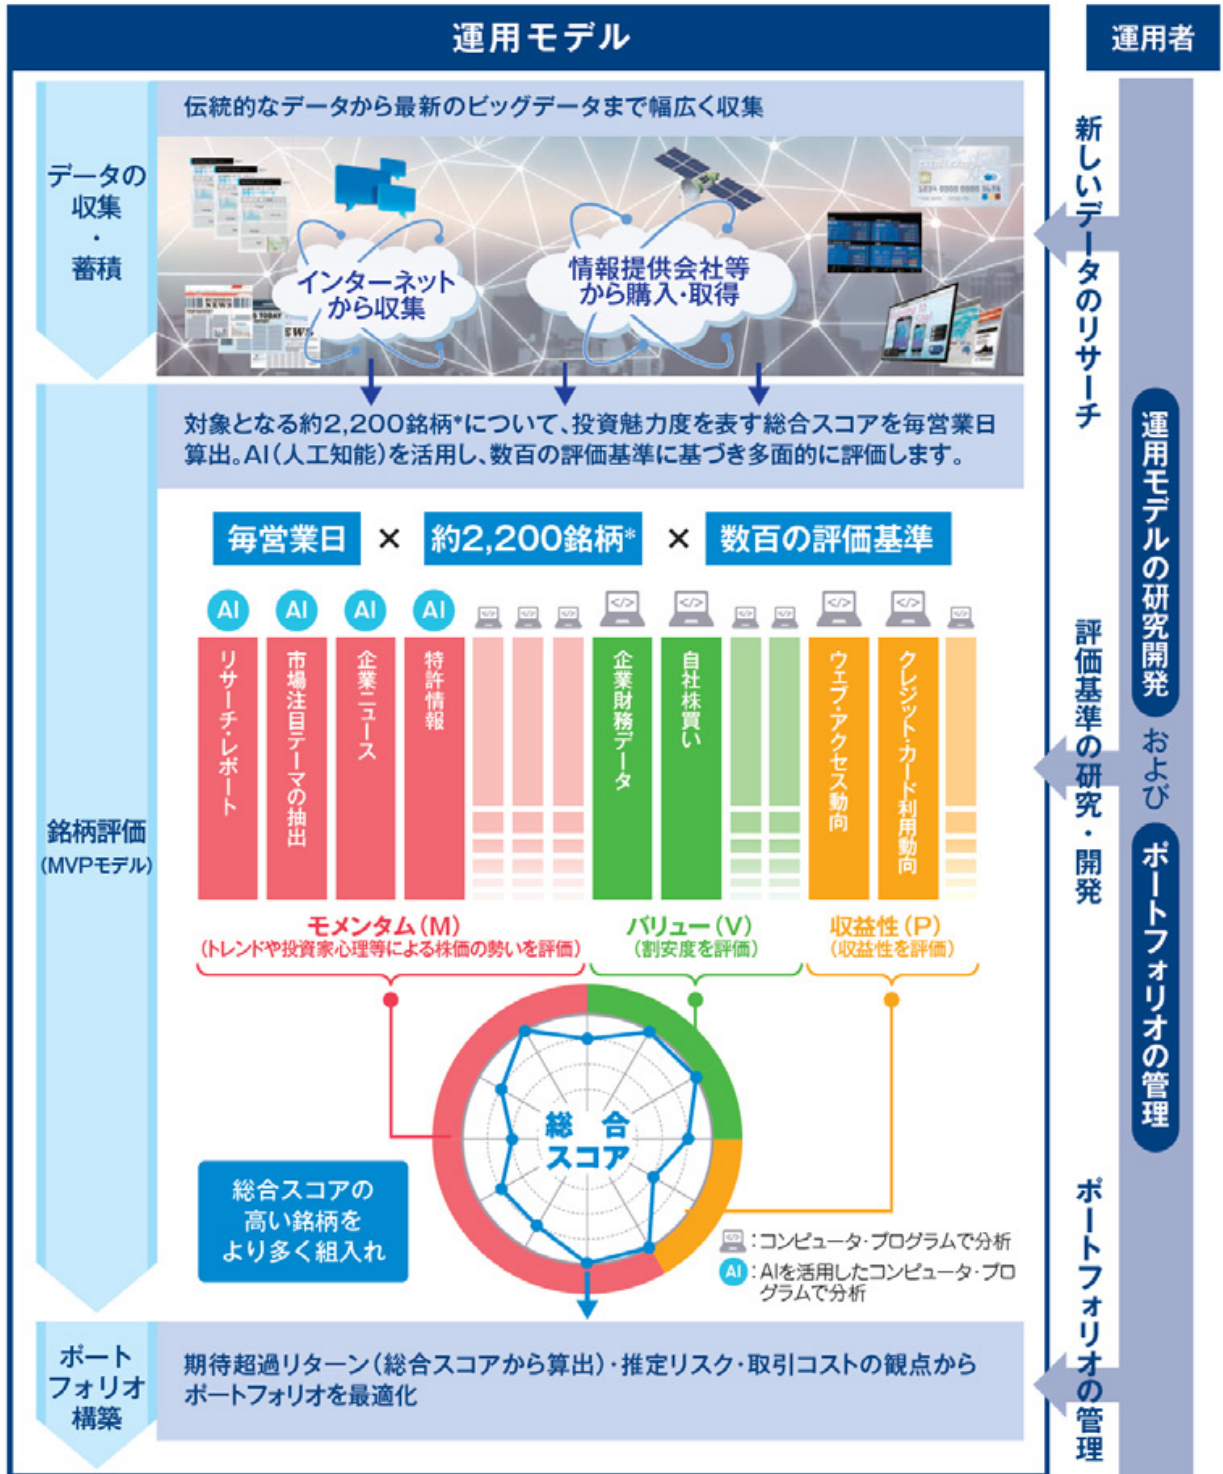 運用モデル
運用者
データの
収集
・
蓄積
伝統的なデータから最新のビッグデータまで幅広く収集
インターネット
から収集
情報提供会社等
から購入・取得
NEWS
新しいデータのリサーチ
対象となる約2,200銘柄*について、投資魅力度を表す総合スコアを毎営業日
算出。AI(人工知能)を活用し、数百の評価基準に基づき多面的に評価します。
毎営業日 × 約2,200銘柄* × 数百の評価基準
AI
AI
AI
AI
リサーチ・レポート
市場注目テーマの抽出
企業ニュース
特許情報
企業財務データ
自社株買い
ウェブ・アクセス動向
クレジット・カード利用動向
銘柄評価
(MVPモデル)
モメンタム(M)
(トレンドや投資家心理等による株価の勢いを評価)
バリュー(V)
(割安度を評価)
収益性(P)
(収益性を評価)
評価基準の研究・開発
運用モデルの研究開発
および
ポートフォリオの管理
総合
スコア
総合スコアの
高い銘柄を
より多く組入れ
:コンピュータ・プログラムで分析
AI:AIを活用したコンピュータ・プロ
グラムで分析
ポート
フォリオ
構築
期待超過リターン(総合スコアから算出)・推定リスク・取引コストの観点から
ポートフォリオを最適化
ポートフォリオの管理